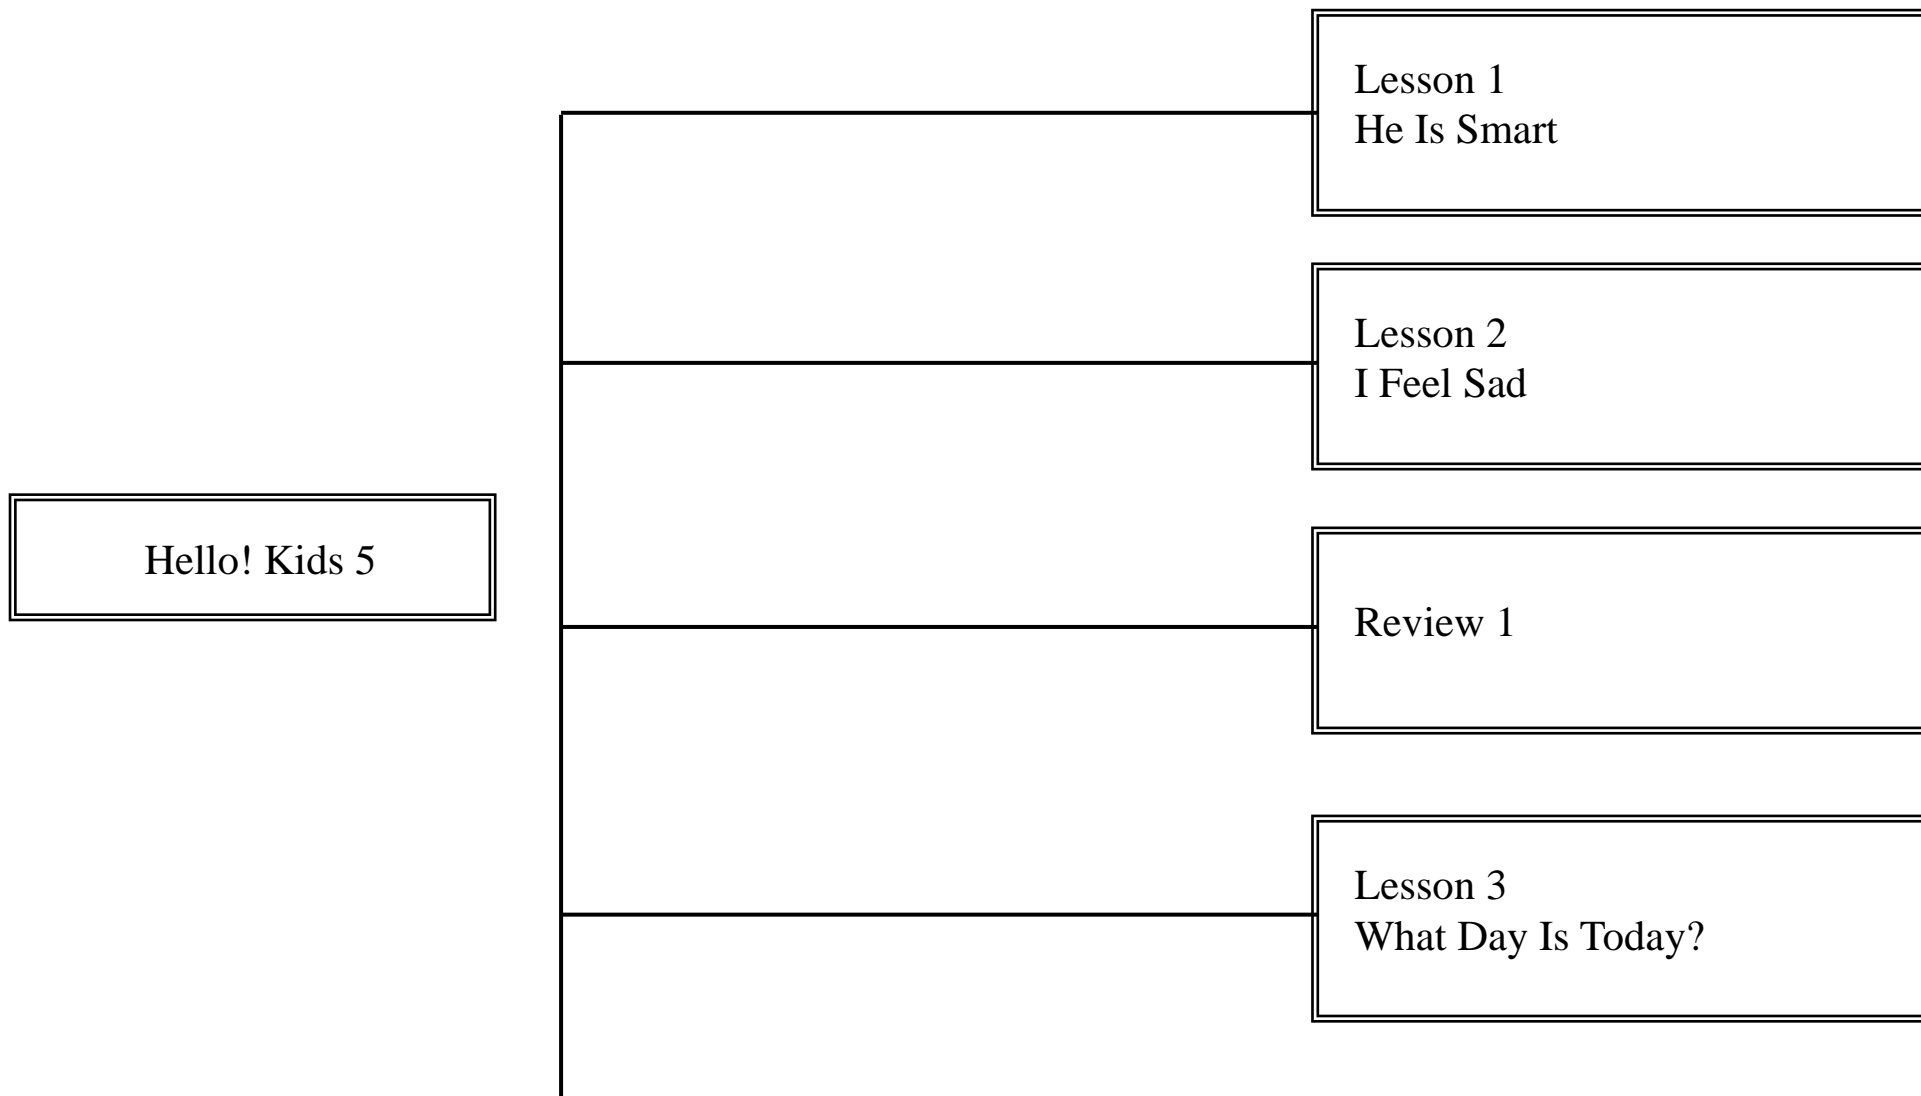 Lesson 1
He Is Smart
Lesson 2
I Feel Sad
Hello! Kids 5
Review 1
Lesson 3
What Day Is Today?